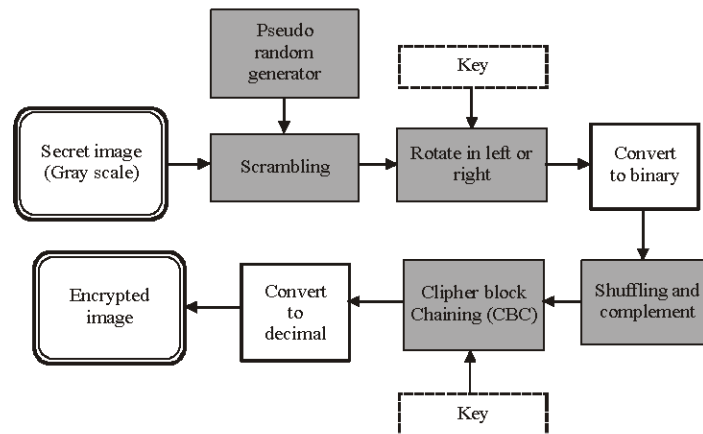 Pseudo
random
generator
Key
Secret image
(Gray scale)
Scrambling
Rotate in left or
right
Convert
to binary
Encrypted
image
Convert
to
decimal
Clipher block
Chaining (CBC)
Shuffling and
complement
Key